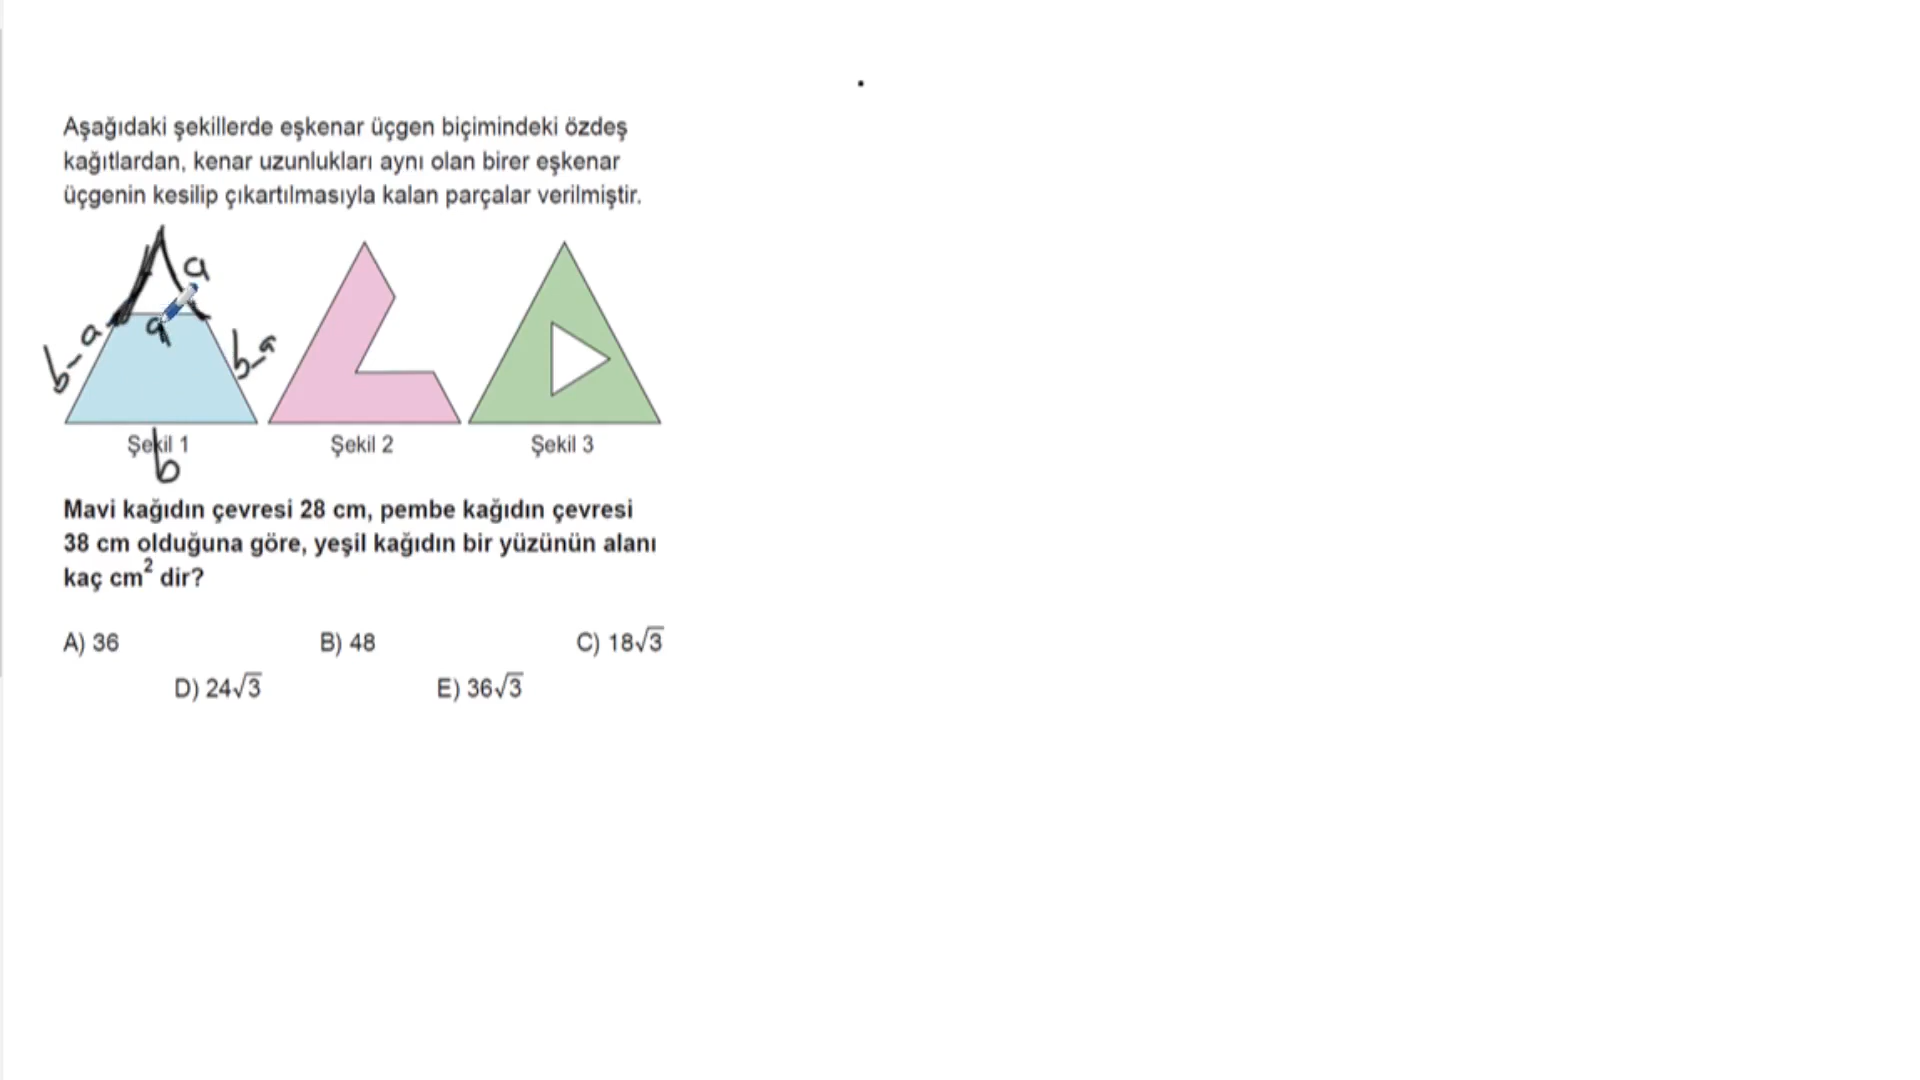 Aşağıdaki şekillerde eşkenar üçgen biçimindeki özdeş
kağıtlardan, kenar uzunlukları aynı olan birer eşkenar
üçgenin kesilip çıkartılmasıyla kalan parçalar verilmiştir.
a
b-a a b-a
Şekil 1 Şekil 2 Şekil 3
b
Mavi kağıdın çevresi 28 cm, pembe kağıdın çevresi
38 cm olduğuna göre, yeşil kağıdın bir yüzünün alanı
kaç cm² dir?
A) 36 B) 48 C) 18√3
D) 24√3 E) 36√3